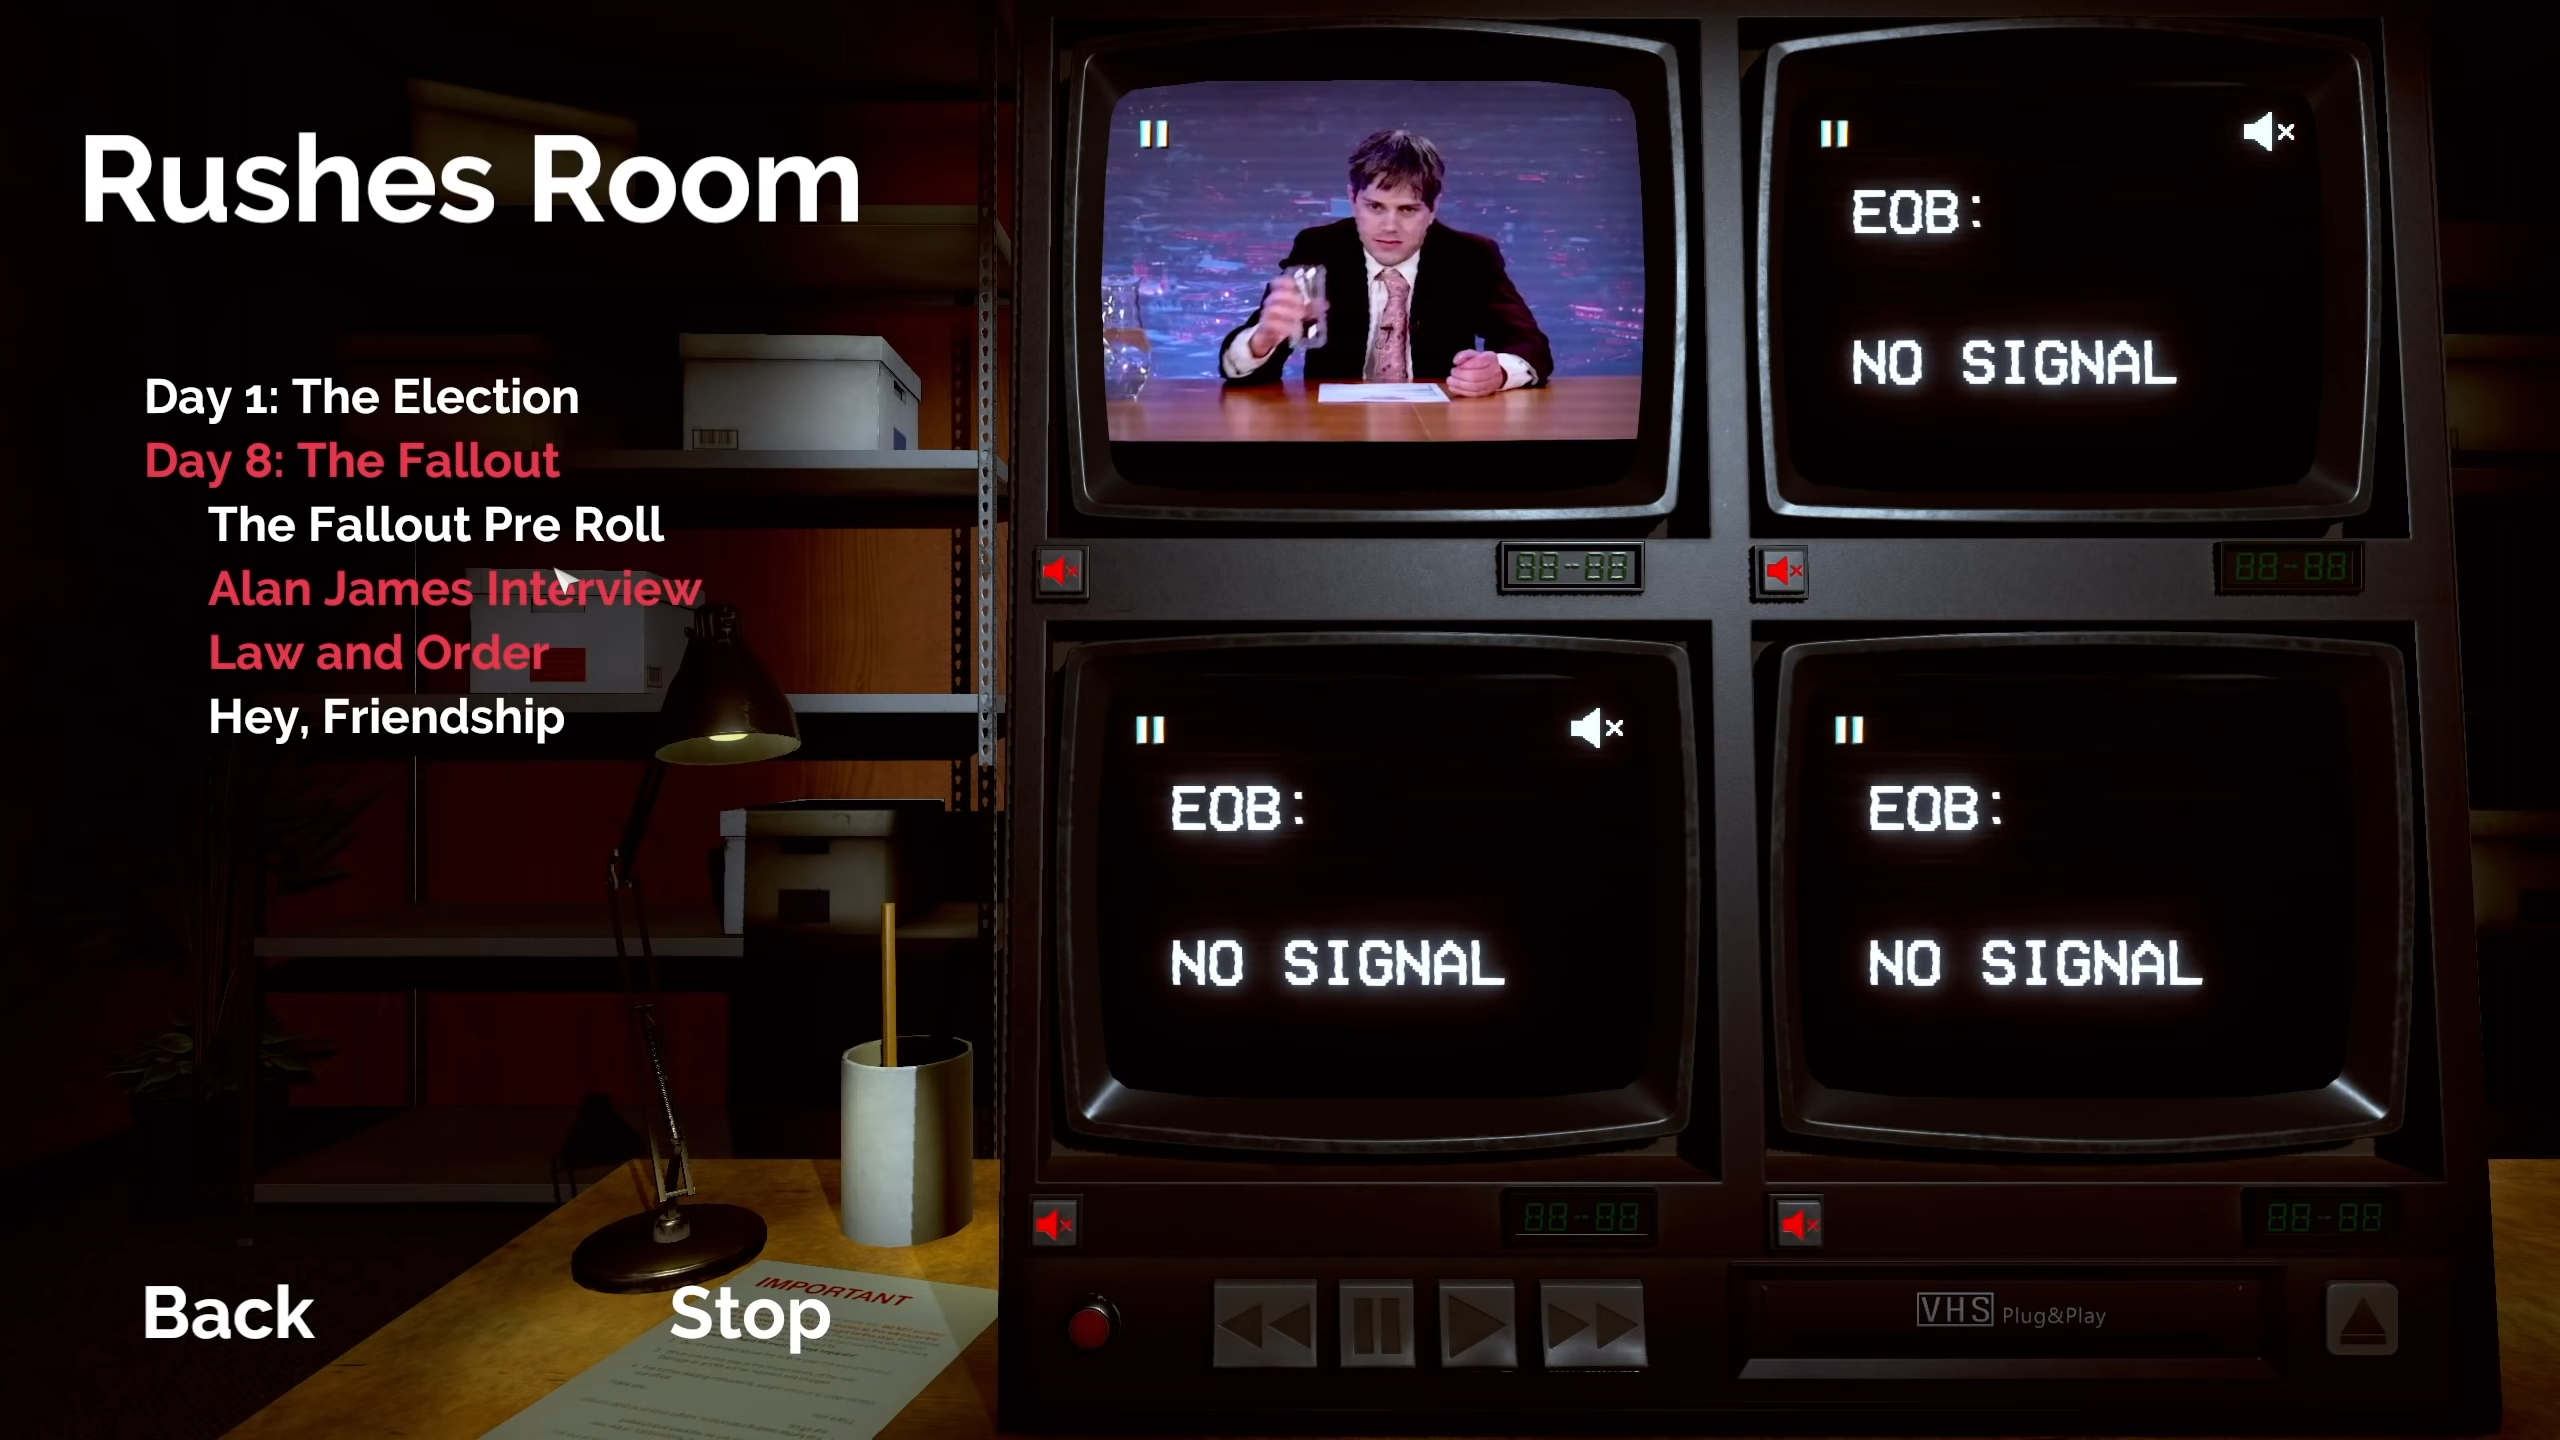 Rushes Room
Day 1: The Election
Day 8: The Fallout
The Fallout Pre Roll
Alan James Interview
Law and Order
Hey, Friendship
Back
Stop
IMPORTANT
EOB:
NO SIGNAL
88-88
88-88
EOB:
NO SIGNAL
EOB:
NO SIGNAL
88-88
88-88
VHS Plug&Play